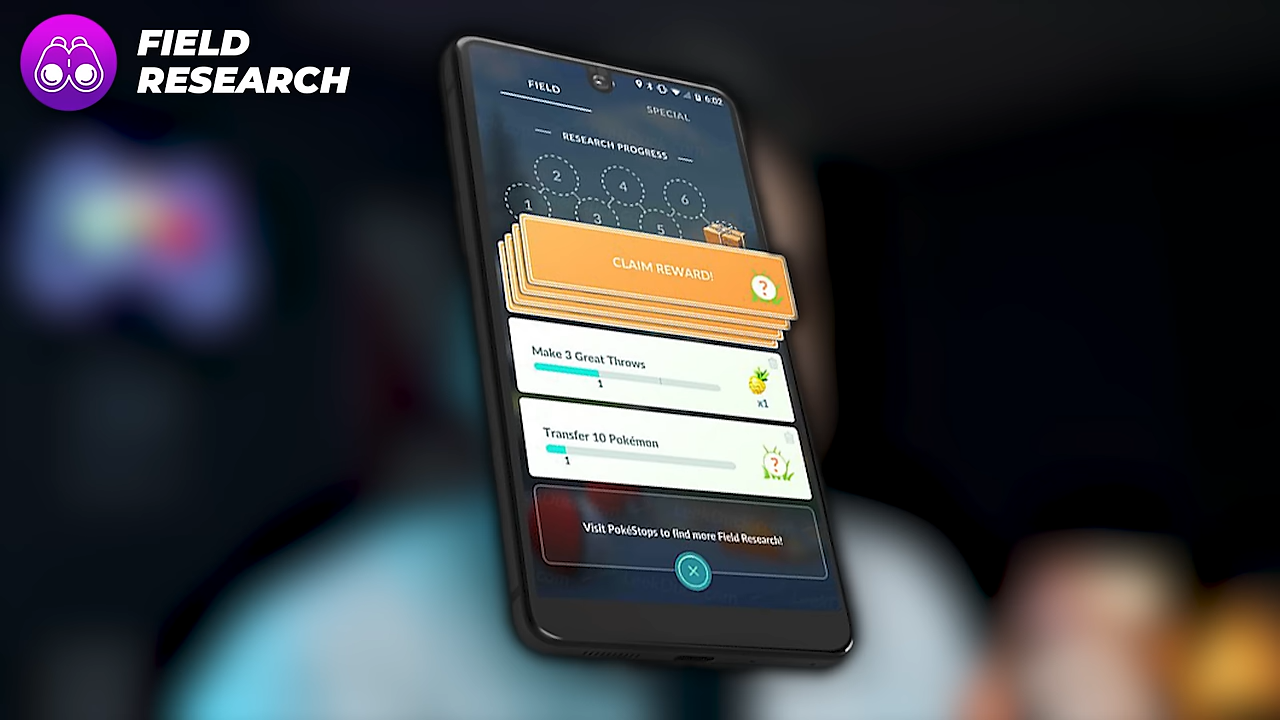 FIELD
RESEARCH
FIELD
SPECIAL
6:02
RESEARCH PROGRESS
2
4
6
1
3
5
CLAIM REWARD!
?
Make 3 Great Throws
1
x1
Transfer 10 Pokémon
1
?
Visit PokéStops to find more Field Research!